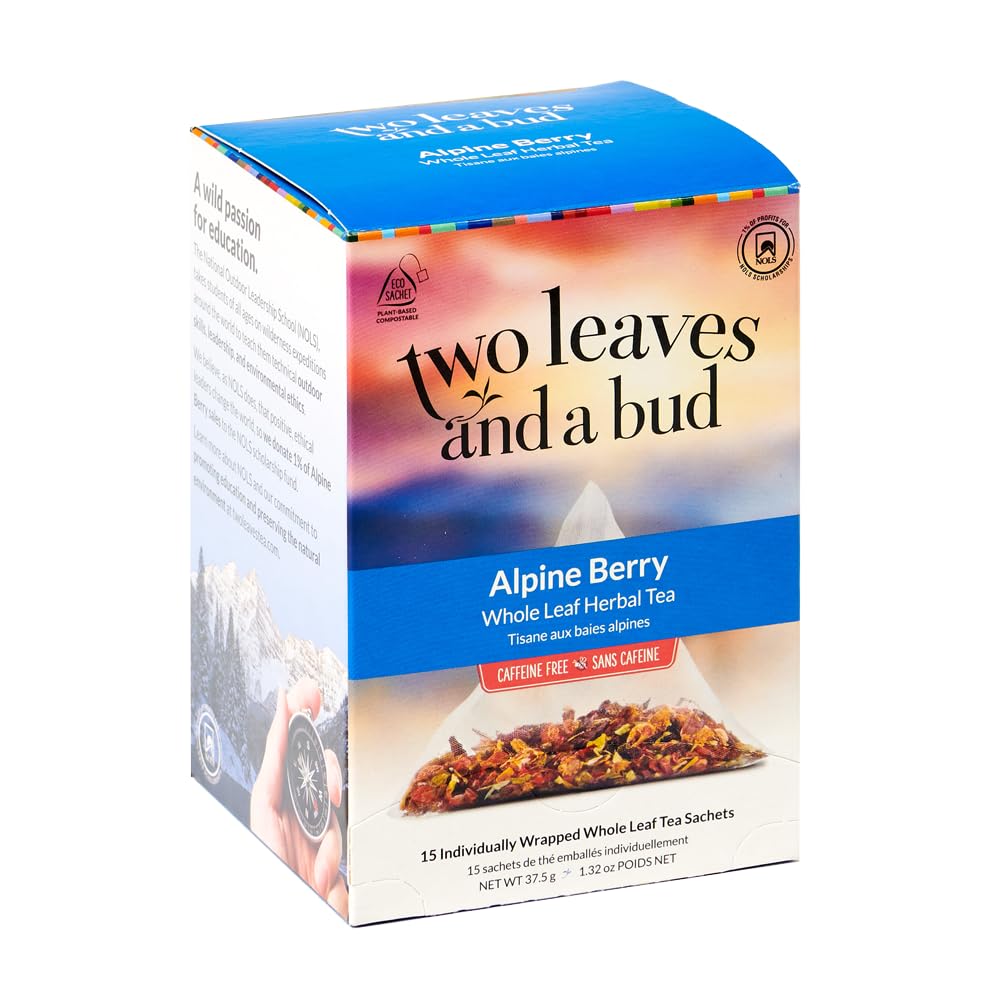 two leaves
and a bud
Alpine Berry
Whole Leaf Herbal Tea
Tisane aux baies alpines
A wild passion
for education.
The National Outdoor Leadership School (NOLS),
takes students of all ages on wilderness expeditions
around the world to teach them technical outdoor
skills, leadership, and environmental ethics.
We believe, as NOLS does, that positive, ethical
leaders change the world, so we donate 1% of Alpine
Berry sales to the NOLS scholarship fund.
Learn more about NOLS and our commitment to
promoting education and preserving the natural
environment at twoleavestea.com.
ECO
SACHET
PLANT-BASED
COMPOSTABLE
1% OF PROFITS FOR
NOLS
NOLS SCHOLARSHIPS
two leaves
and a bud
Alpine Berry
Whole Leaf Herbal Tea
Tisane aux baies alpines
CAFFEINE FREE SANS CAFEINE
15 Individually Wrapped Whole Leaf Tea Sachets
15 sachets de thé emballés individuellement
NET WT 37.5 g 1.32 oz POIDS NET